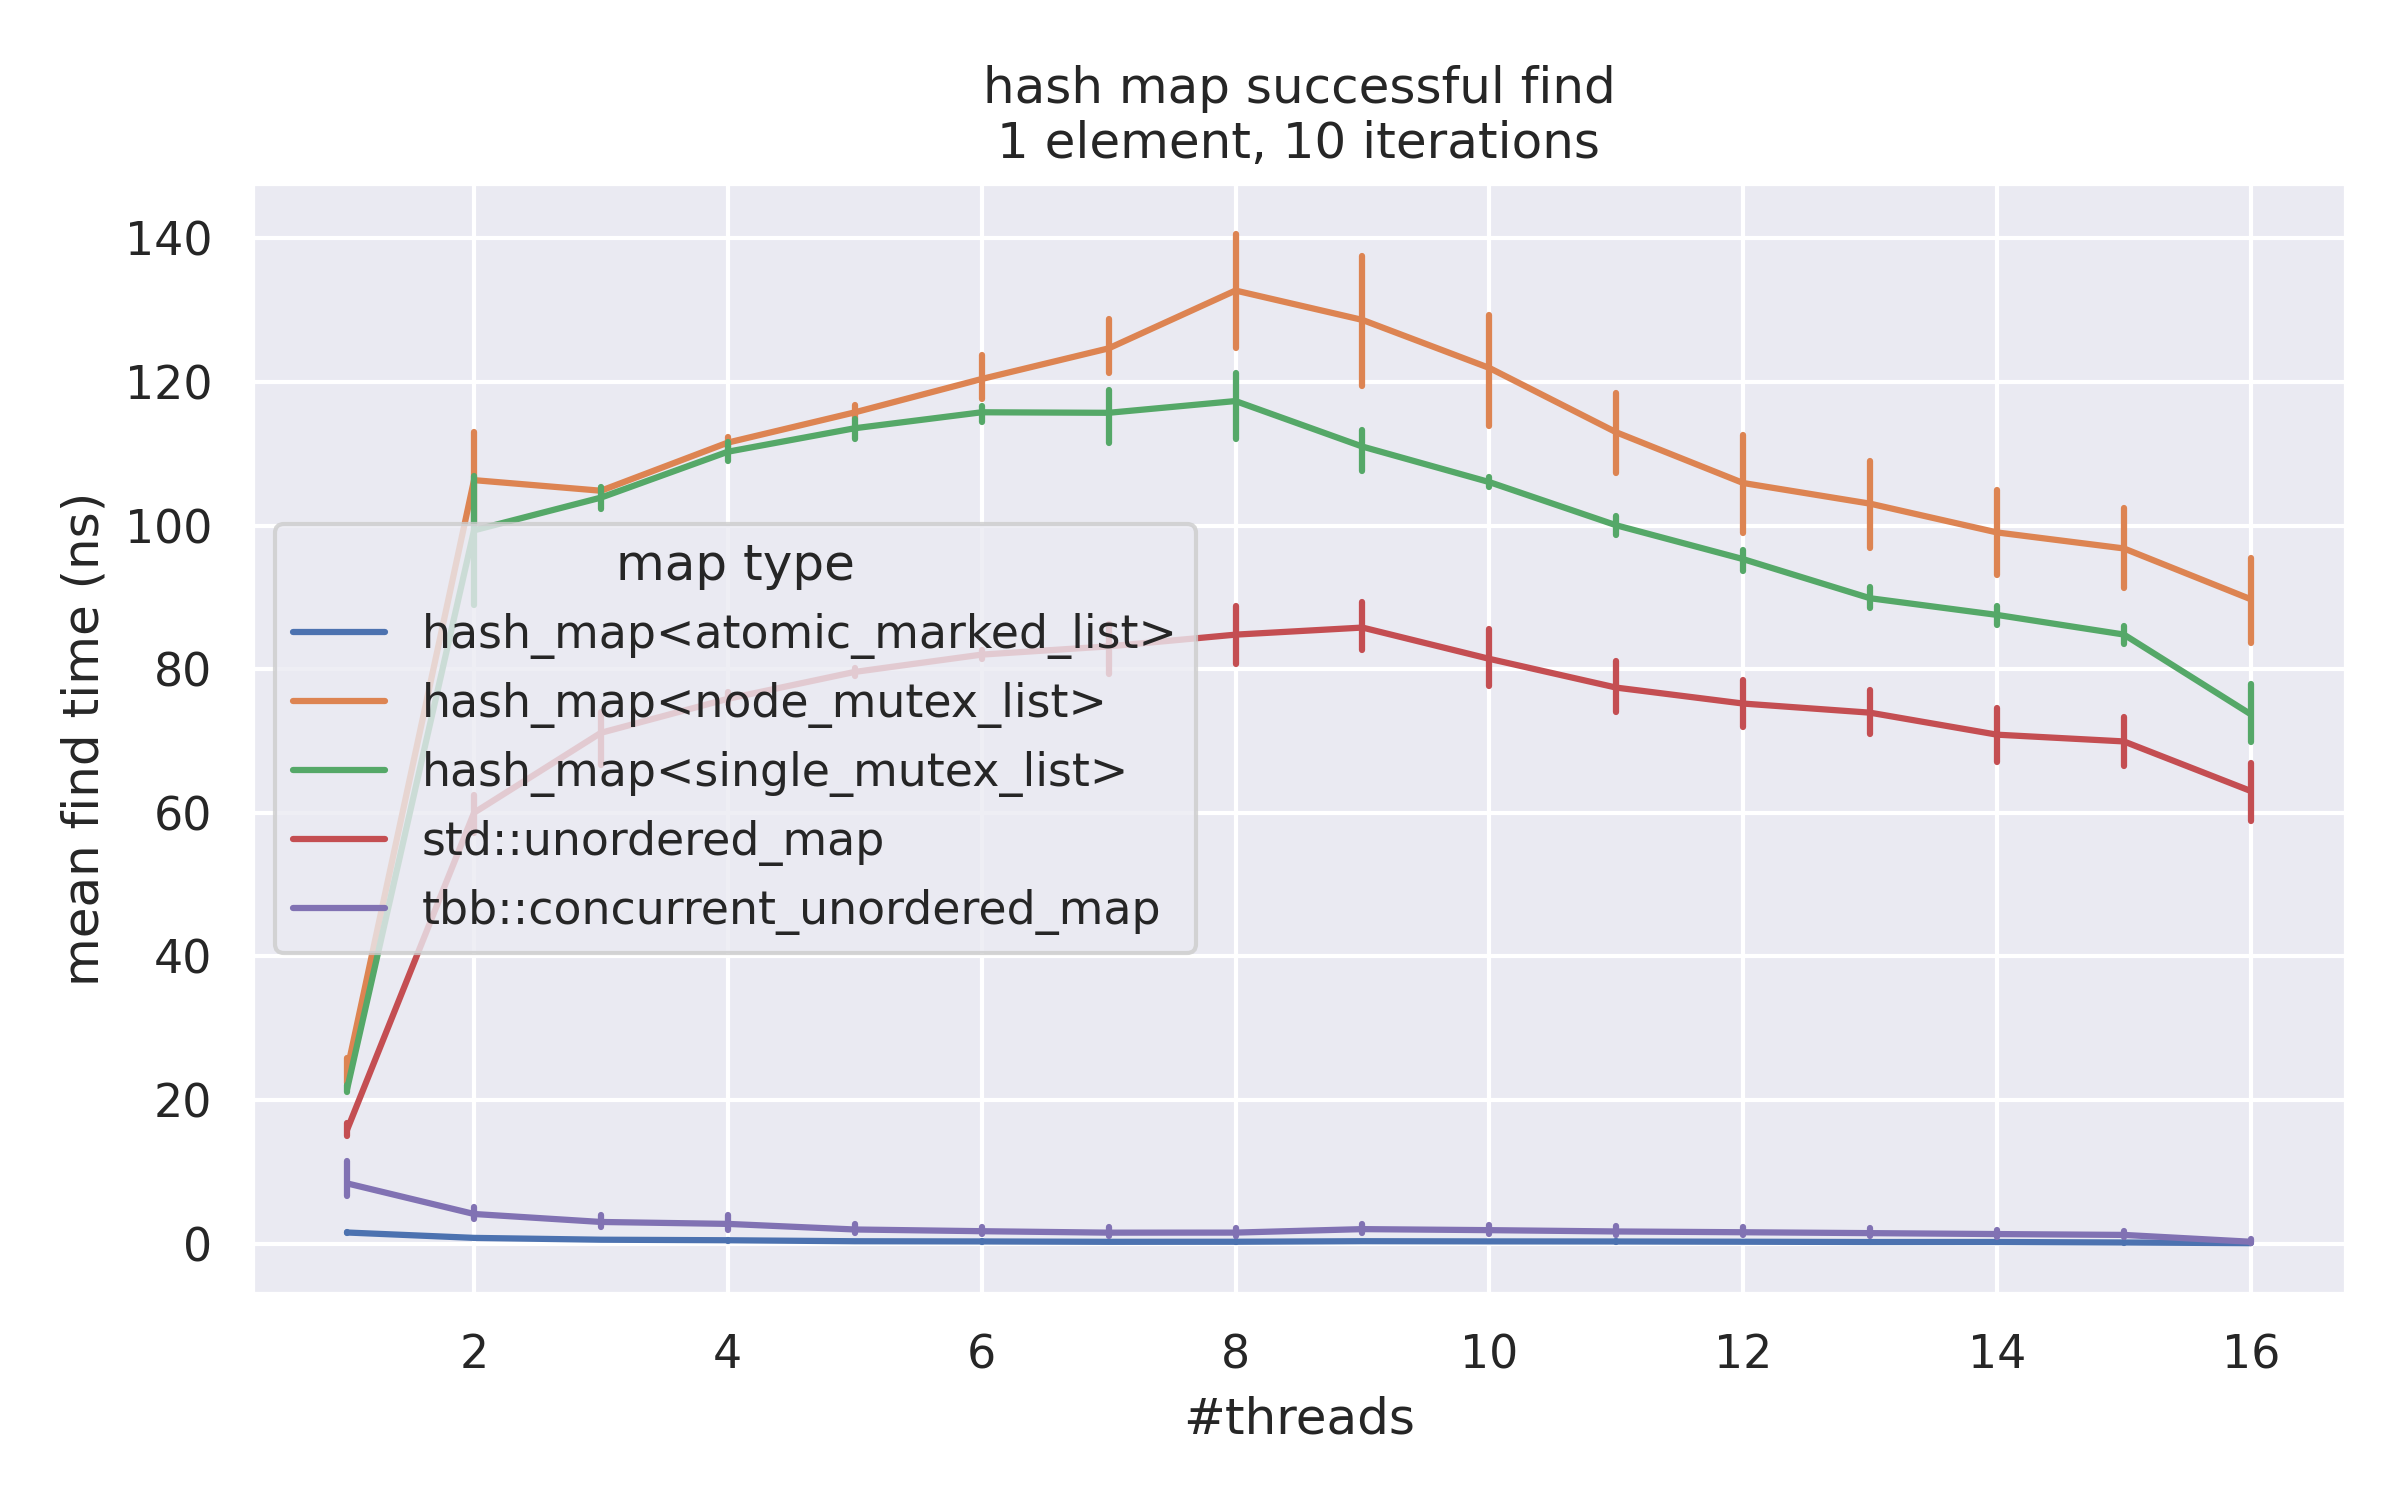 hash map successful find
1 element, 10 iterations
mean find time (ns)
140
120
100
80
60
40
20
0
map type
hash_map<atomic_marked_list>
hash_map<node_mutex_list>
hash_map<single_mutex_list>
std::unordered_map
tbb::concurrent_unordered_map
2 4 6 8 10 12 14 16
#threads